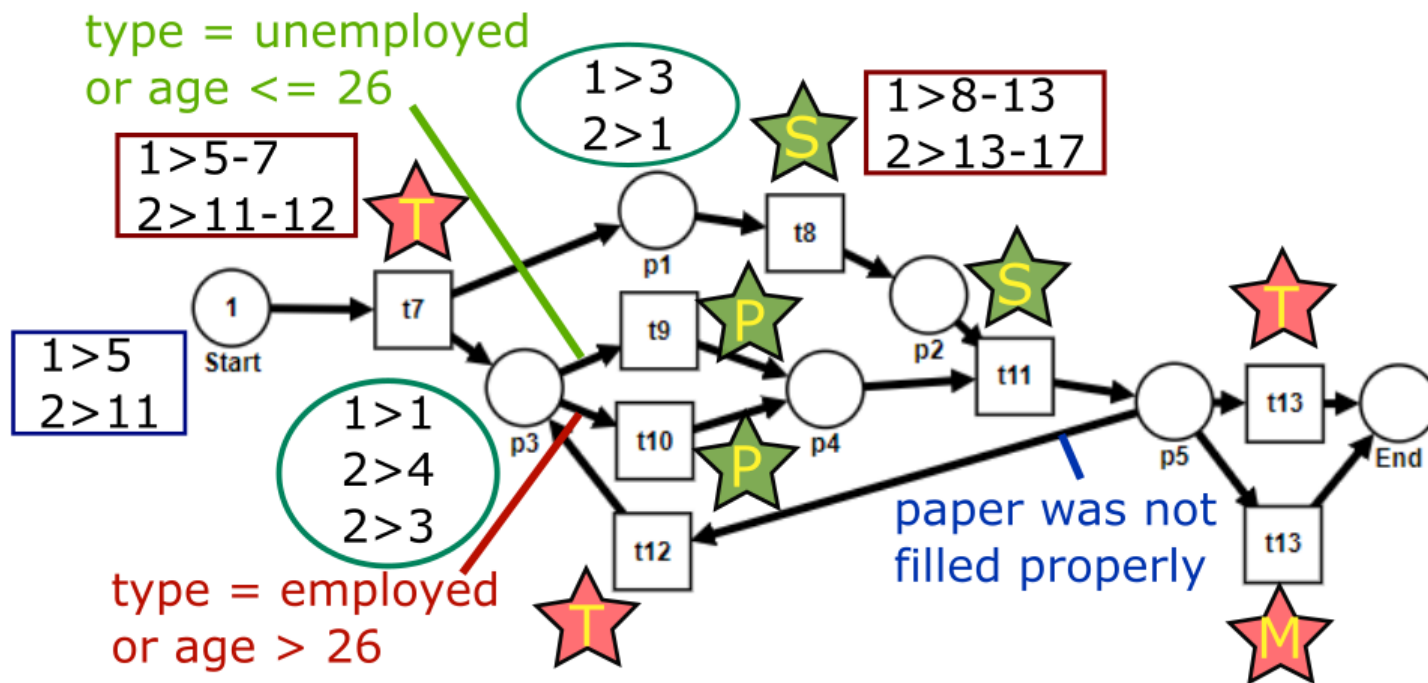 type = unemployed
or age <= 26
1>3
2>1
S
1>8-13
2>13-17
1>5-7
2>11-12
T
t8
p1
S
T
1
Start
t7
t9
P
p2
t11
1>5
2>11
p3
p4
p5
t13
End
1>1
2>4
2>3
t10
P
t12
paper was not
filled properly
t13
type = employed
or age > 26
T
M